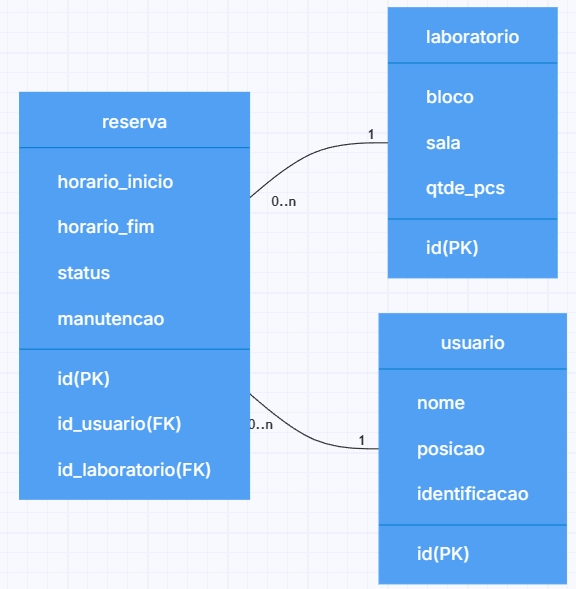 reserva
horario_inicio
horario_fim
status
manutencao
id(PK)
id_usuario(FK)
id_laboratorio(FK)
1
0..n
laboratorio
bloco
sala
qtde_pcs
id(PK)
0..n
1
usuario
nome
posicao
identificacao
id(PK)